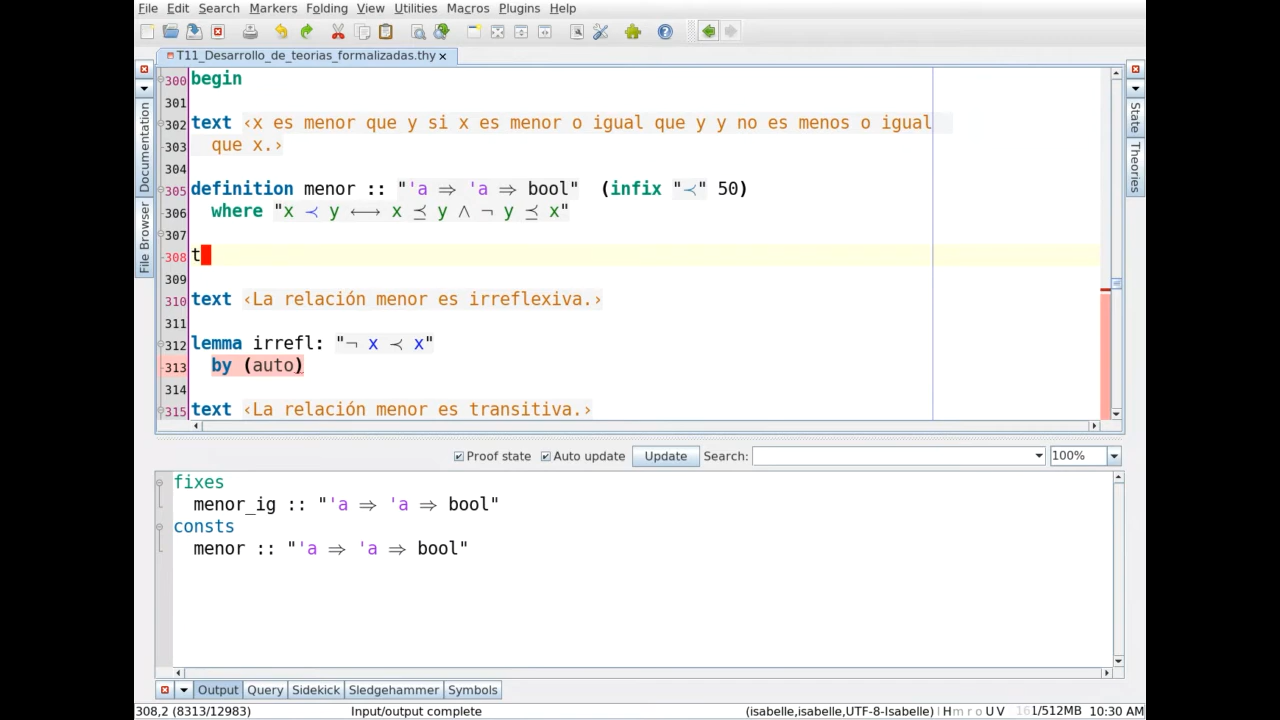 File Edit Search Markers Folding View Utilities Macros Plugins Help
T11_Desarrollo_de_teorias_formalizadas.thy
300 begin
301
302 text ‹x es menor que y si x es menor o igual que y y no es menos o igual
303 que x.›
304
305 definition menor :: "'a ⇒ 'a ⇒ bool" (infix "≺" 50)
306 where "x ≺ y ⟷ x ⪯ y ∧ ¬ y ⪯ x"
307
308 t
309
310 text ‹La relación menor es irreflexiva.›
311
312 lemma irrefl: "¬ x ≺ x"
313 by (auto)
314
315 text ‹La relación menor es transitiva.›
Documentation
File Browser
State
Theories
Proof state Auto update Update Search: 100%
fixes
menor_ig :: "'a ⇒ 'a ⇒ bool"
consts
menor :: "'a ⇒ 'a ⇒ bool"
Output Query Sidekick Sledgehammer Symbols
308,2 (8313/12983) Input/output complete (isabelle,isabelle,UTF-8-Isabelle) H m r o U V 161/512MB 10:30 AM